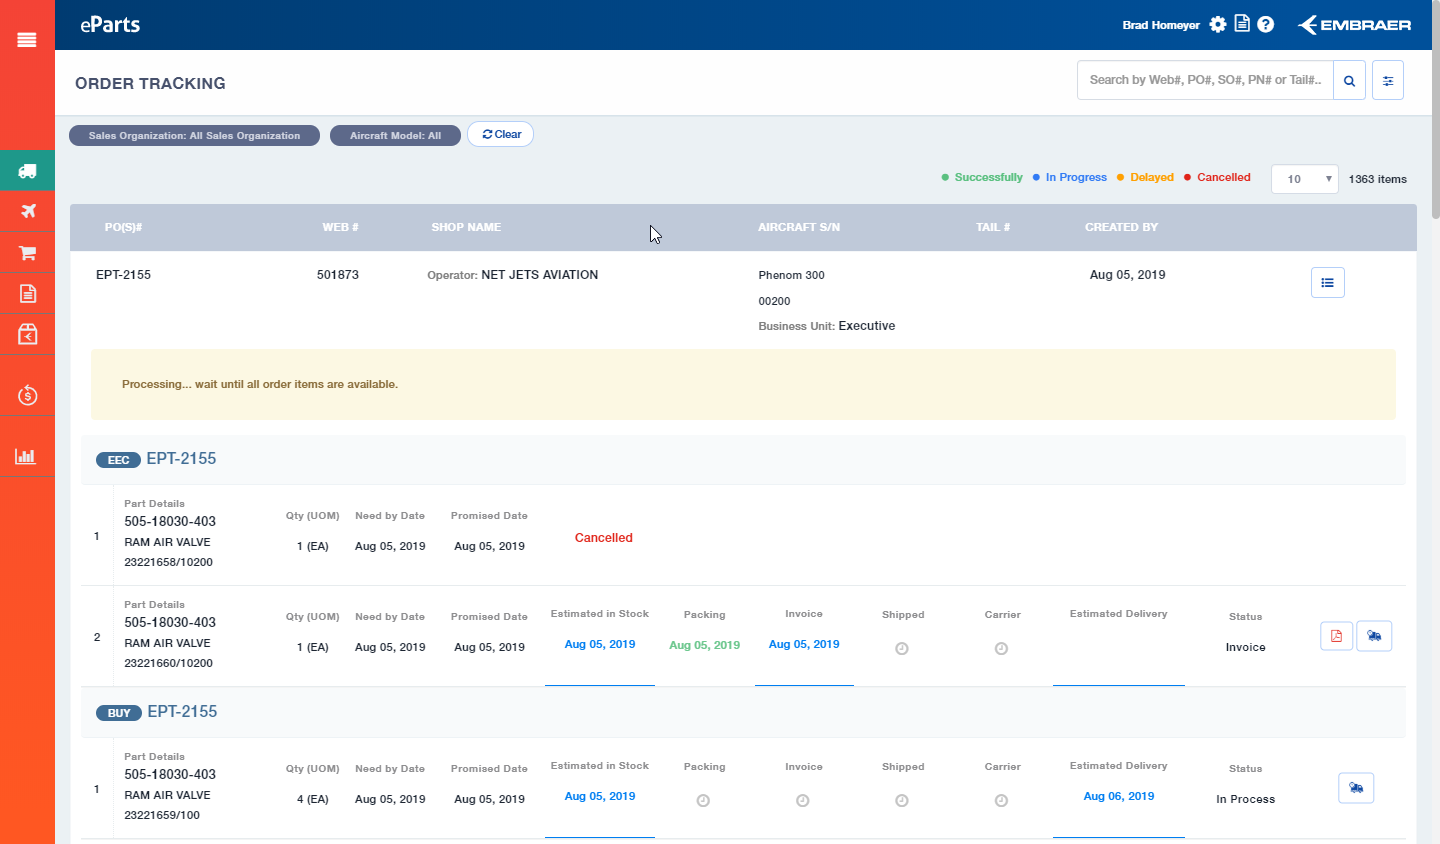 eParts
Brad Homeyer
EMBRAER
ORDER TRACKING
Search by Web#, PO#, SO#, PN# or Tail#..
Sales Organization: All Sales Organization
Aircraft Model: All
Clear
Successfully In Progress Delayed Cancelled
10
1363 items
PO(S)# WEB # SHOP NAME AIRCRAFT S/N TAIL # CREATED BY
EPT-2155 501873 Operator: NET JETS AVIATION Phenom 300 Aug 05, 2019
00200
Business Unit: Executive
Processing... wait until all order items are available.
EEC EPT-2155
Part Details
505-18030-403 Qty (UOM) Need by Date Promised Date
1 RAM AIR VALVE 1 (EA) Aug 05, 2019 Aug 05, 2019 Cancelled
23221658/10200
Part Details
505-18030-403 Qty (UOM) Need by Date Promised Date Estimated in Stock Packing Invoice Shipped Carrier Estimated Delivery Status
2 RAM AIR VALVE 1 (EA) Aug 05, 2019 Aug 05, 2019 Aug 05, 2019 Aug 05, 2019 Aug 05, 2019 Invoice
23221660/10200
BUY EPT-2155
Part Details
505-18030-403 Qty (UOM) Need by Date Promised Date Estimated in Stock Packing Invoice Shipped Carrier Estimated Delivery Status
1 RAM AIR VALVE 4 (EA) Aug 05, 2019 Aug 05, 2019 Aug 05, 2019 Aug 06, 2019 In Process
23221659/100